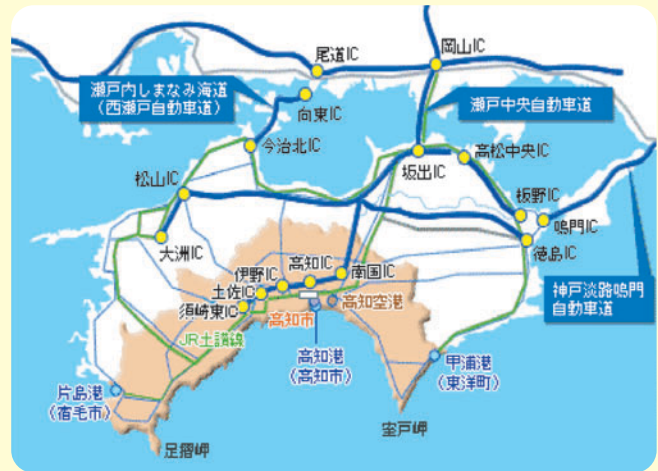 尾道IC
岡山IC
瀬戸内しまなみ海道
(西瀬戸自動車道)
向東IC
瀬戸中央自動車道
今治北IC
坂出IC
高松中央IC
松山IC
板野IC
鳴門IC
大洲IC
徳島IC
伊野IC
高知IC
南国IC
土佐IC
須崎東IC
高知市
高知空港
神戸淡路鳴門
自動車道
JR土讃線
高知港
(高知市)
甲浦港
(東洋町)
片島港
(宿毛市)
足摺岬
室戸岬